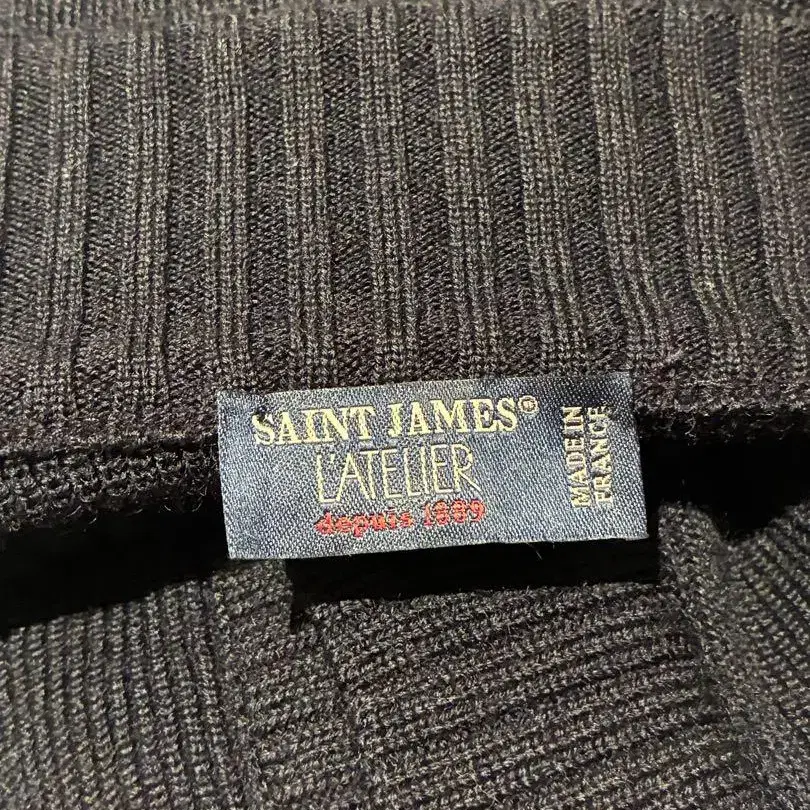 SAINT JAMES®
L'ATELIER
depuis 1889
MADE IN
FRANCE